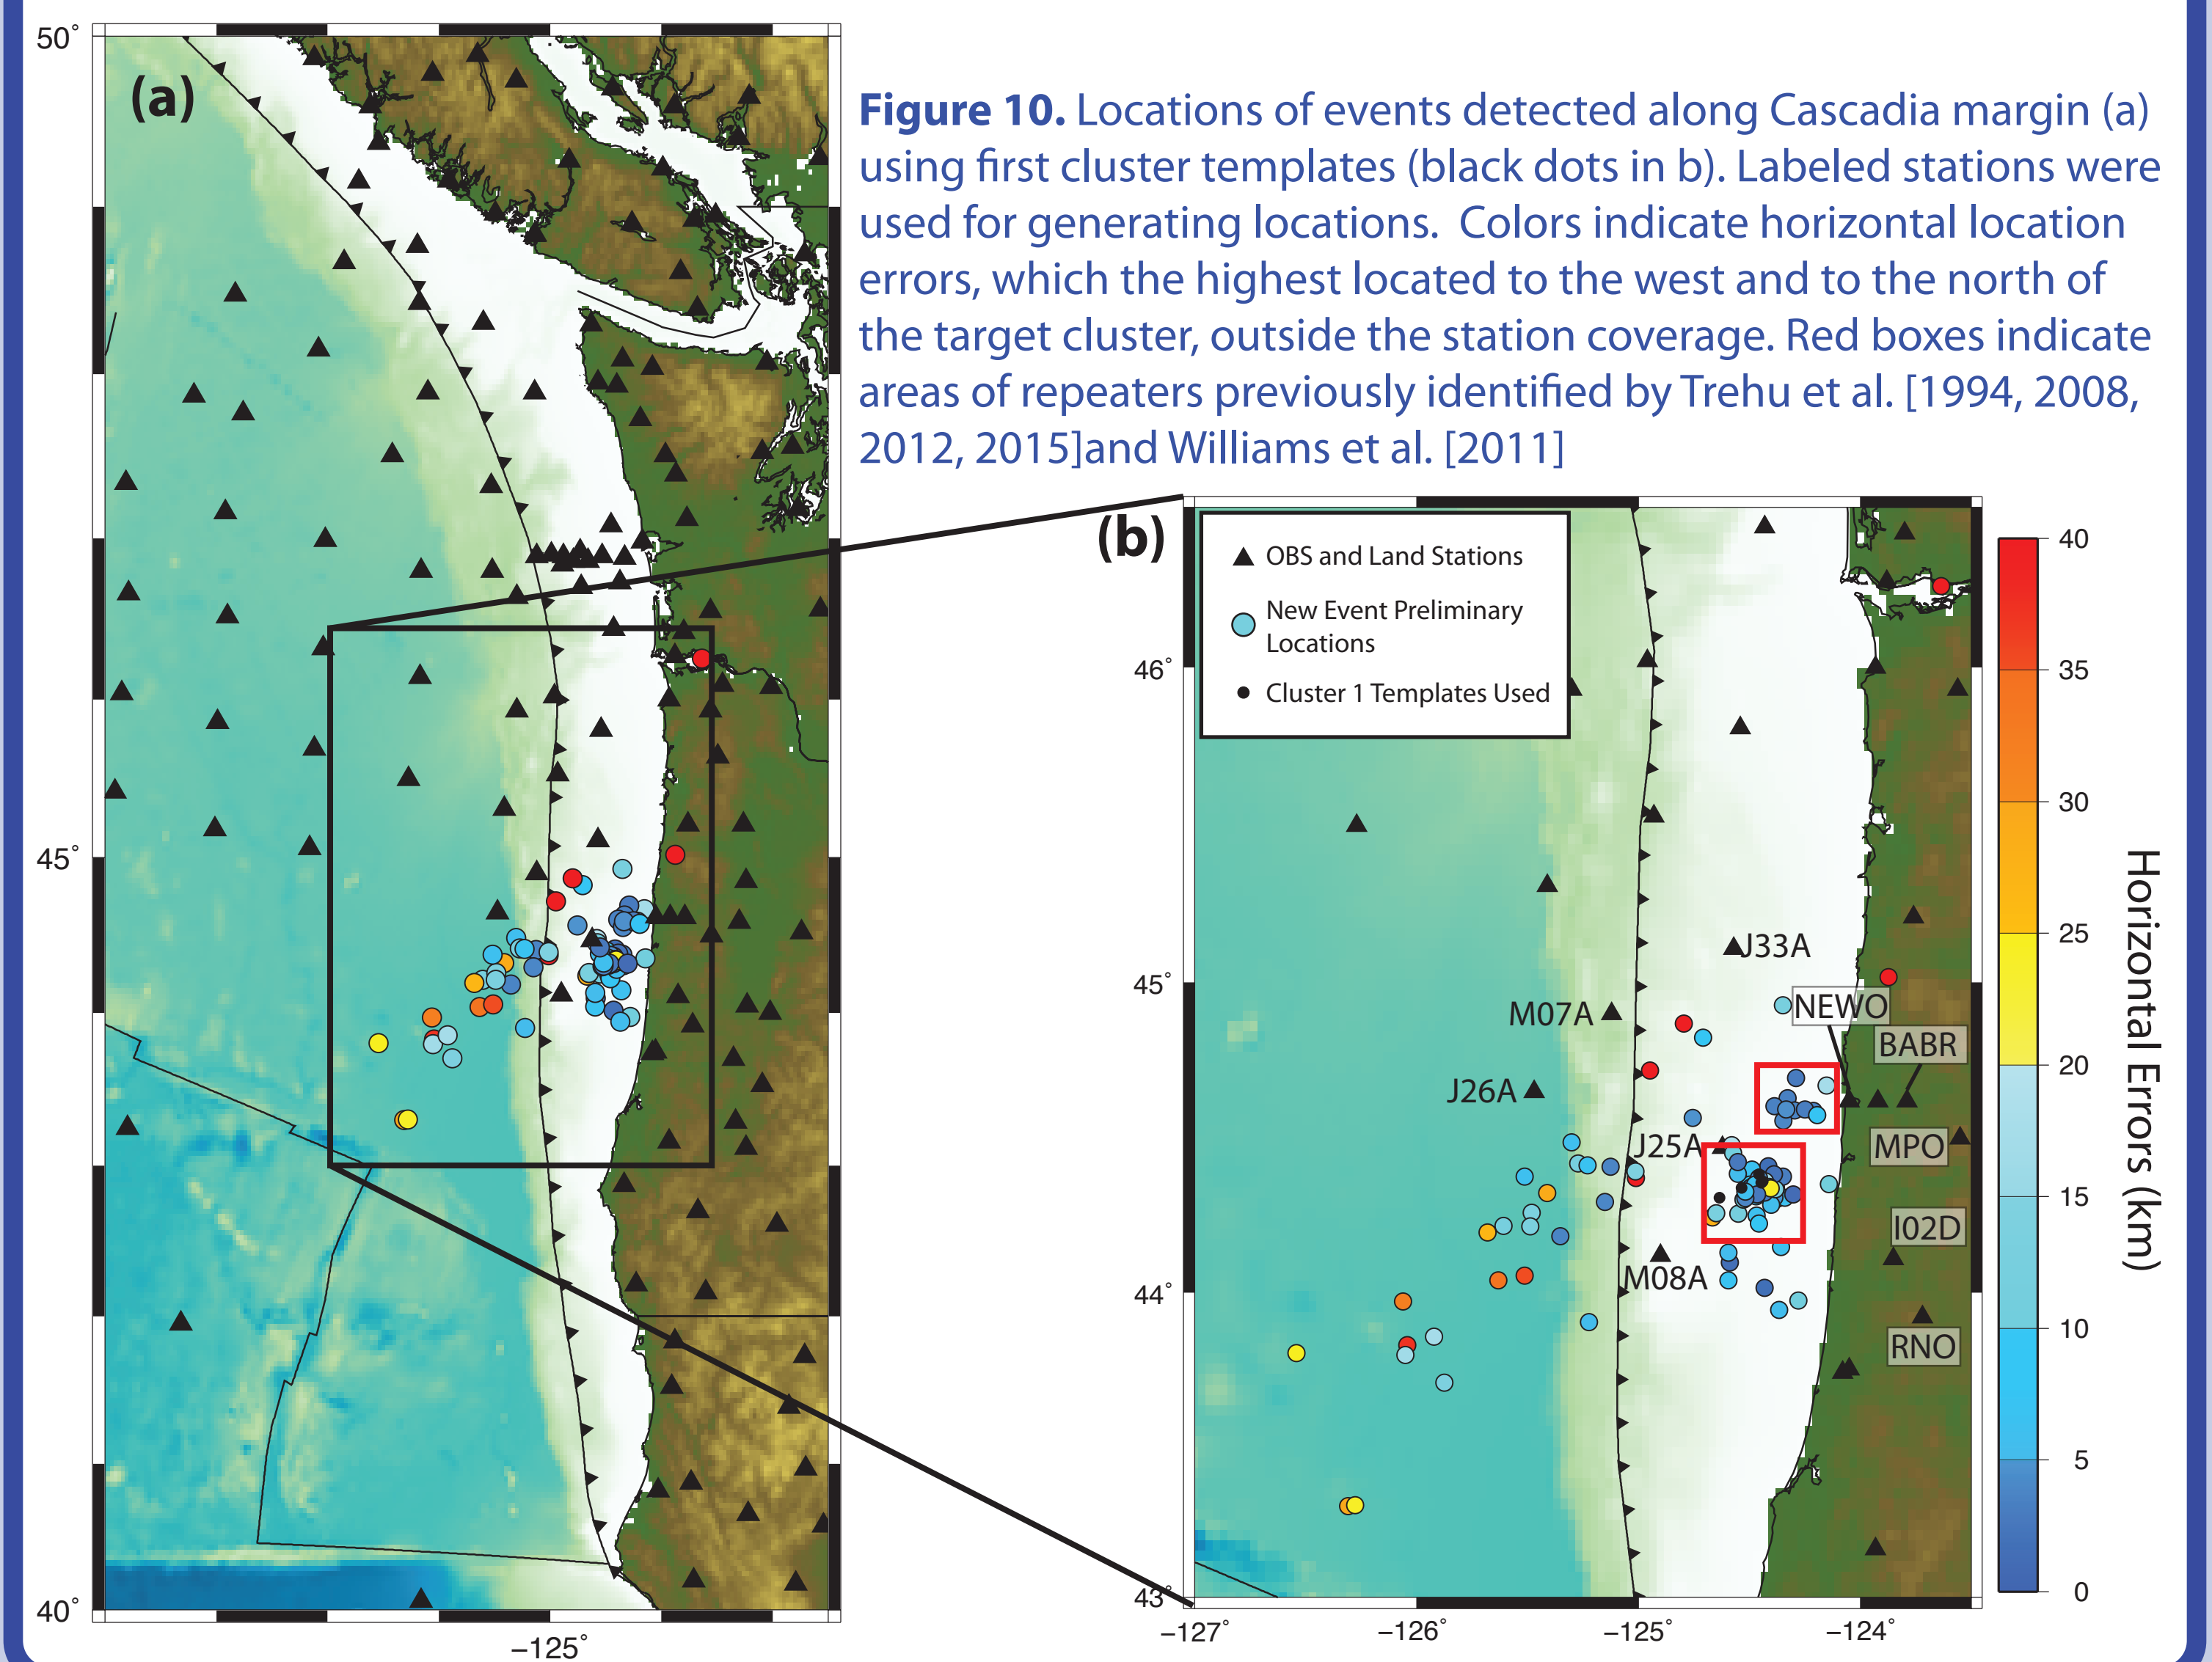 50°
(a)
Figure 10. Locations of events detected along Cascadia margin (a)
using first cluster templates (black dots in b). Labeled stations were
used for generating locations.  Colors indicate horizontal location
errors, which the highest located to the west and to the north of
the target cluster, outside the station coverage. Red boxes indicate
areas of repeaters previously identified by Trehu et al. [1994, 2008,
2012, 2015]and Williams et al. [2011]
45°
40°
−125°
(b)
OBS and Land Stations
New Event Preliminary
Locations
Cluster 1 Templates Used
46°
45°
44°
43°
−127°
−126°
−125°
−124°
J33A
M07A
NEWO
BABR
J26A
J25A
MPO
I02D
M08A
RNO
40
35
30
25
20
15
10
5
0
Horizontal Errors (km)